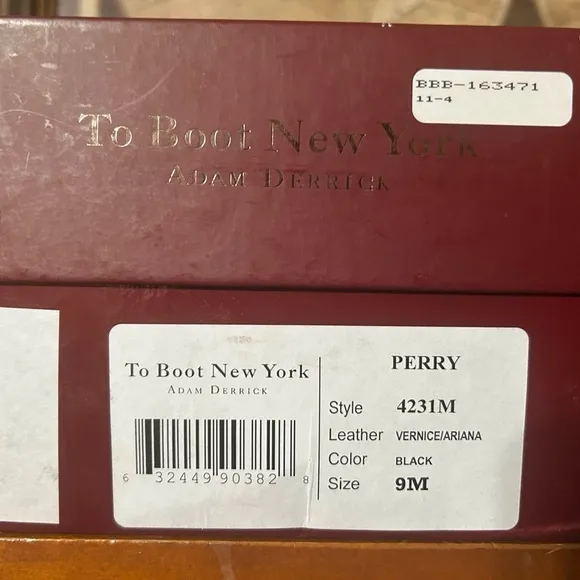 BBB-163471
11-4
To Boot New York
ADAM DERRICK
To Boot New York
ADAM DERRICK
6 32449 90382 8
PERRY
Style 4231M
Leather VERNICE/ARIANA
Color BLACK
Size 9M